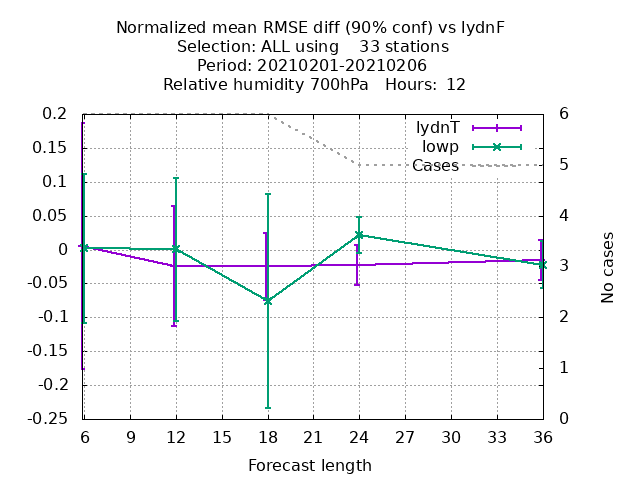 Normalized mean RMSE diff (90% conf) vs lydnF
Selection: ALL using    33 stations
Period: 20210201-20210206
Relative humidity 700hPa   Hours:  12
lydnT
lowp
Cases
0.2
0.15
0.1
0.05
0
-0.05
-0.1
-0.15
-0.2
-0.25
6
5
4
3
2
1
0
No cases
6 9 12 15 18 21 24 27 30 33 36
Forecast length